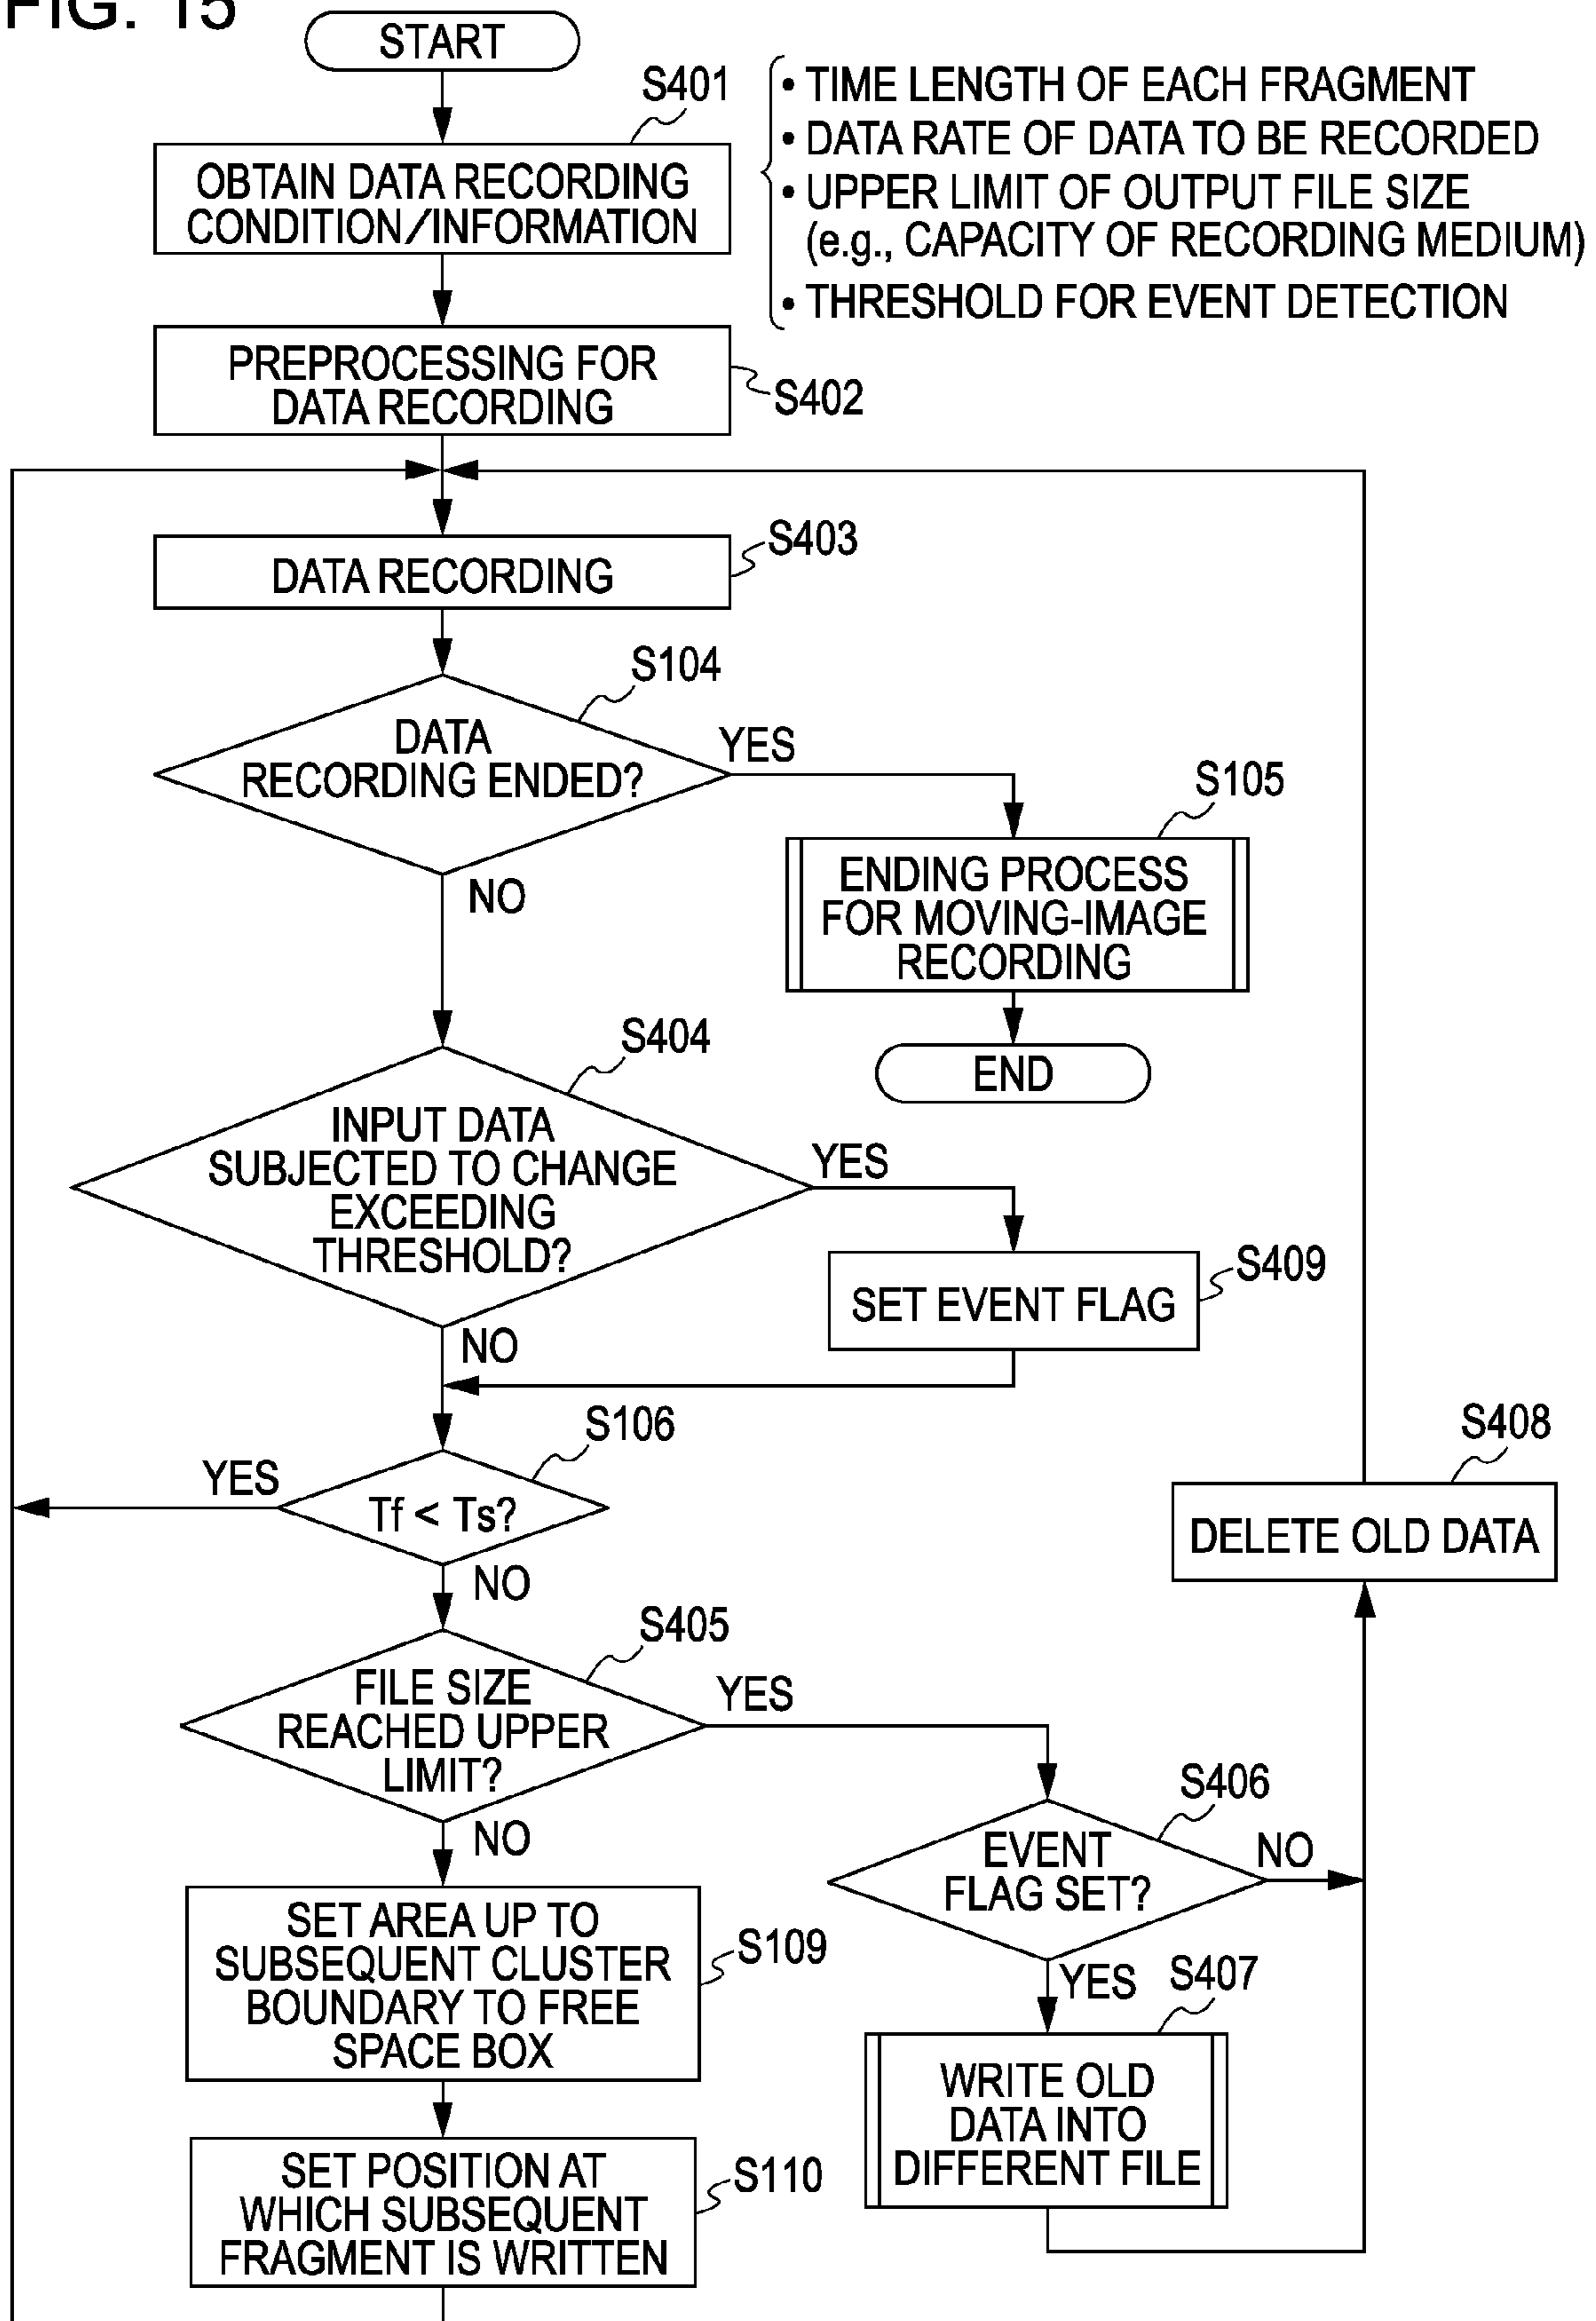 FIG. 15
START
S401
• TIME LENGTH OF EACH FRAGMENT
• DATA RATE OF DATA TO BE RECORDED
• UPPER LIMIT OF OUTPUT FILE SIZE
(e.g., CAPACITY OF RECORDING MEDIUM)
• THRESHOLD FOR EVENT DETECTION
OBTAIN DATA RECORDING
CONDITION/INFORMATION
PREPROCESSING FOR
DATA RECORDING
S402
S403
DATA RECORDING
S104
DATA
RECORDING ENDED?
YES
NO
S105
ENDING PROCESS
FOR MOVING-IMAGE
RECORDING
END
S404
INPUT DATA
SUBJECTED TO CHANGE
EXCEEDING
THRESHOLD?
YES
NO
S409
SET EVENT FLAG
S106
Tf < Ts?
YES
NO
S408
DELETE OLD DATA
S405
FILE SIZE
REACHED UPPER
LIMIT?
YES
NO
S406
EVENT
FLAG SET?
NO
YES
S109
SET AREA UP TO
SUBSEQUENT CLUSTER
BOUNDARY TO FREE
SPACE BOX
S407
WRITE OLD
DATA INTO
DIFFERENT FILE
S110
SET POSITION AT
WHICH SUBSEQUENT
FRAGMENT IS WRITTEN